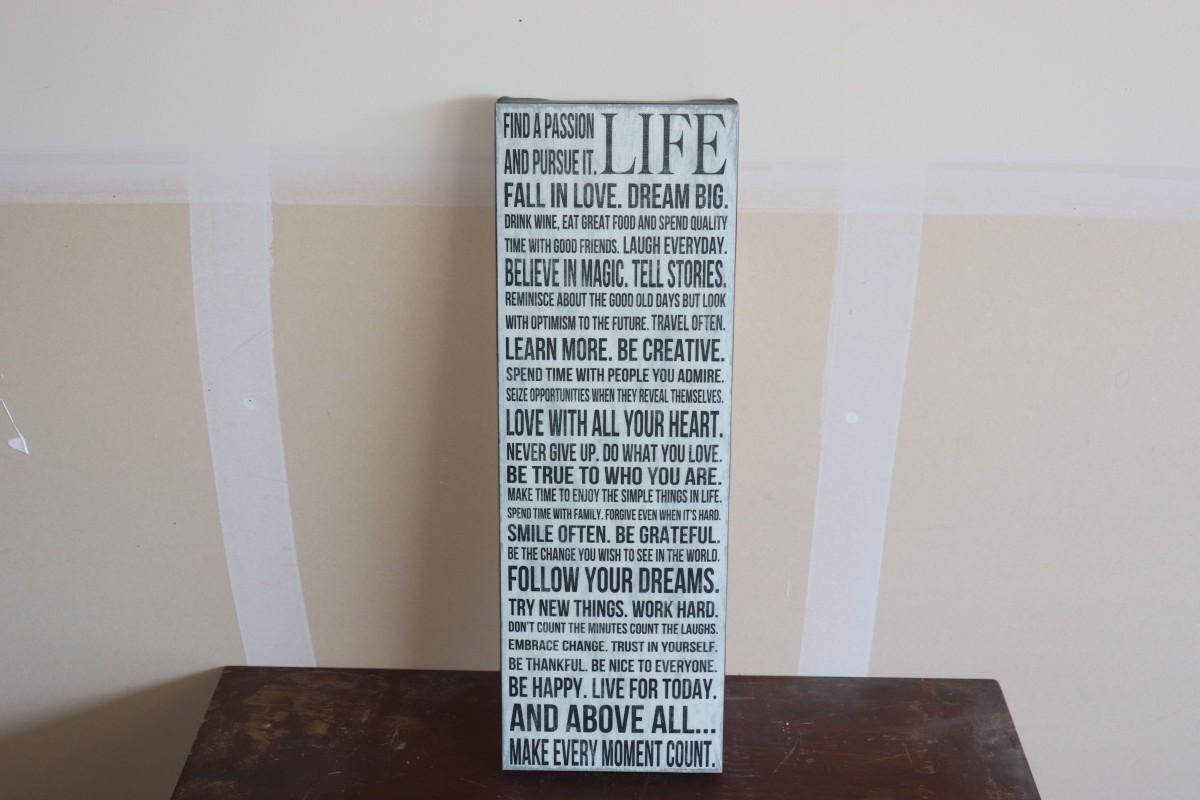 FIND A PASSION LIFE
AND PURSUE IT.
FALL IN LOVE. DREAM BIG.
DRINK WINE, EAT GREAT FOOD AND SPEND QUALITY
TIME WITH GOOD FRIENDS. LAUGH EVERYDAY.
BELIEVE IN MAGIC. TELL STORIES.
REMINISCE ABOUT THE GOOD OLD DAYS BUT LOOK
WITH OPTIMISM TO THE FUTURE. TRAVEL OFTEN.
LEARN MORE. BE CREATIVE.
SPEND TIME WITH PEOPLE YOU ADMIRE.
SEIZE OPPORTUNITIES WHEN THEY REVEAL THEMSELVES.
LOVE WITH ALL YOUR HEART.
NEVER GIVE UP. DO WHAT YOU LOVE.
BE TRUE TO WHO YOU ARE.
MAKE TIME TO ENJOY THE SIMPLE THINGS IN LIFE.
SPEND TIME WITH FAMILY. FORGIVE EVEN WHEN IT'S HARD.
SMILE OFTEN. BE GRATEFUL.
BE THE CHANGE YOU WISH TO SEE IN THE WORLD.
FOLLOW YOUR DREAMS.
TRY NEW THINGS. WORK HARD.
DON'T COUNT THE MINUTES COUNT THE LAUGHS.
EMBRACE CHANGE. TRUST IN YOURSELF.
BE THANKFUL. BE NICE TO EVERYONE.
BE HAPPY. LIVE FOR TODAY.
AND ABOVE ALL...
MAKE EVERY MOMENT COUNT.